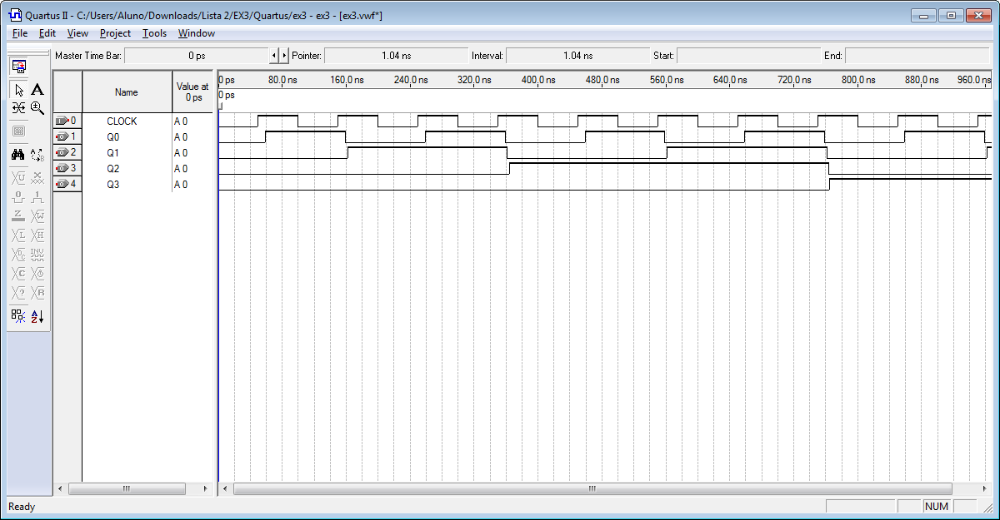 Quartus II - C:/Users/Aluno/Downloads/Lista 2/EX3/Quartus/ex3 - ex3 - [ex3.vwf*]
File Edit View Project Tools Window
Master Time Bar: 0 ps Pointer: 1.04 ns Interval: 1.04 ns Start: End:
Name Value at 0 ps
0 ps 80.0 ns 160.0 ns 240.0 ns 320.0 ns 400.0 ns 480.0 ns 560.0 ns 640.0 ns 720.0 ns 800.0 ns 880.0 ns 960.0 ns
0 ps
0 CLOCK A 0
1 Q0 A 0
2 Q1 A 0
3 Q2 A 0
4 Q3 A 0
Ready NUM